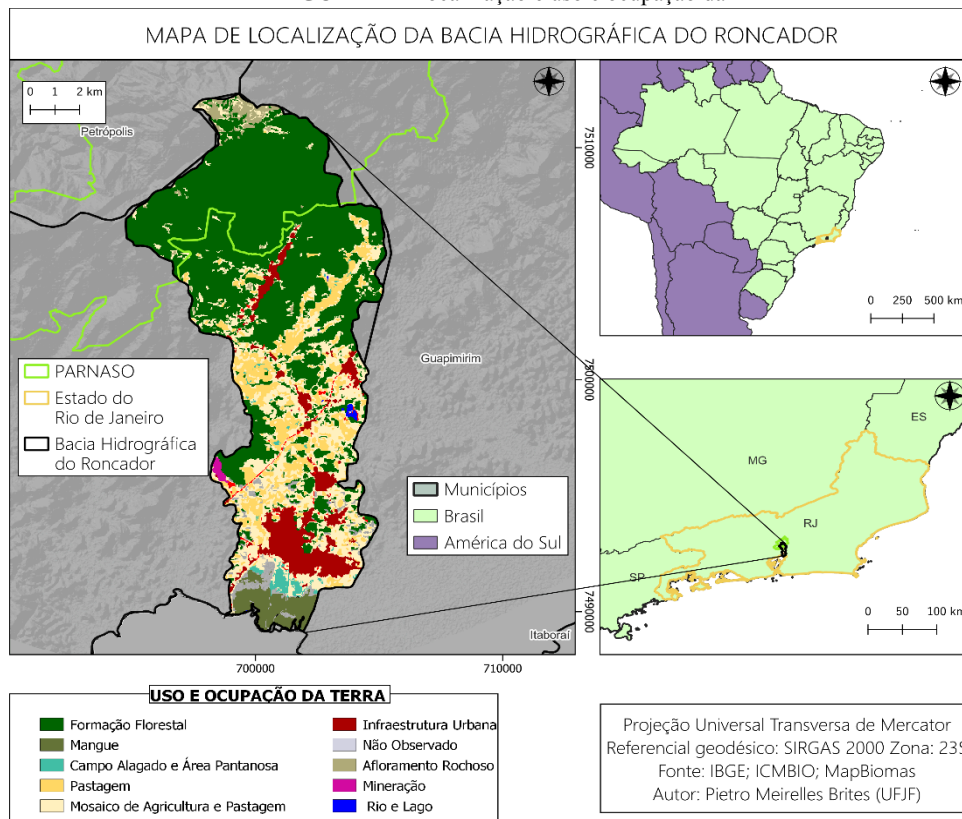 MAPA DE LOCALIZAÇÃO DA BACIA HIDROGRÁFICA DO RONCADOR
0 1 2 km
Petrópolis
Guapimirim
Itaboraí
PARNASO
Estado do
Rio de Janeiro
Bacia Hidrográfica
do Roncador
Municípios
Brasil
América do Sul
700000
710000
7510000
7500000
7490000
0 250 500 km
ES
MG
RJ
SP
0 50 100 km
USO E OCUPAÇÃO DA TERRA
Formação Florestal
Mangue
Campo Alagado e Área Pantanosa
Pastagem
Mosaico de Agricultura e Pastagem
Infraestrutura Urbana
Não Observado
Afloramento Rochoso
Mineração
Rio e Lago
Projeção Universal Transversa de Mercator
Referencial geodésico: SIRGAS 2000 Zona: 23S
Fonte: IBGE; ICMBIO; MapBiomas
Autor: Pietro Meirelles Brites (UFJF)